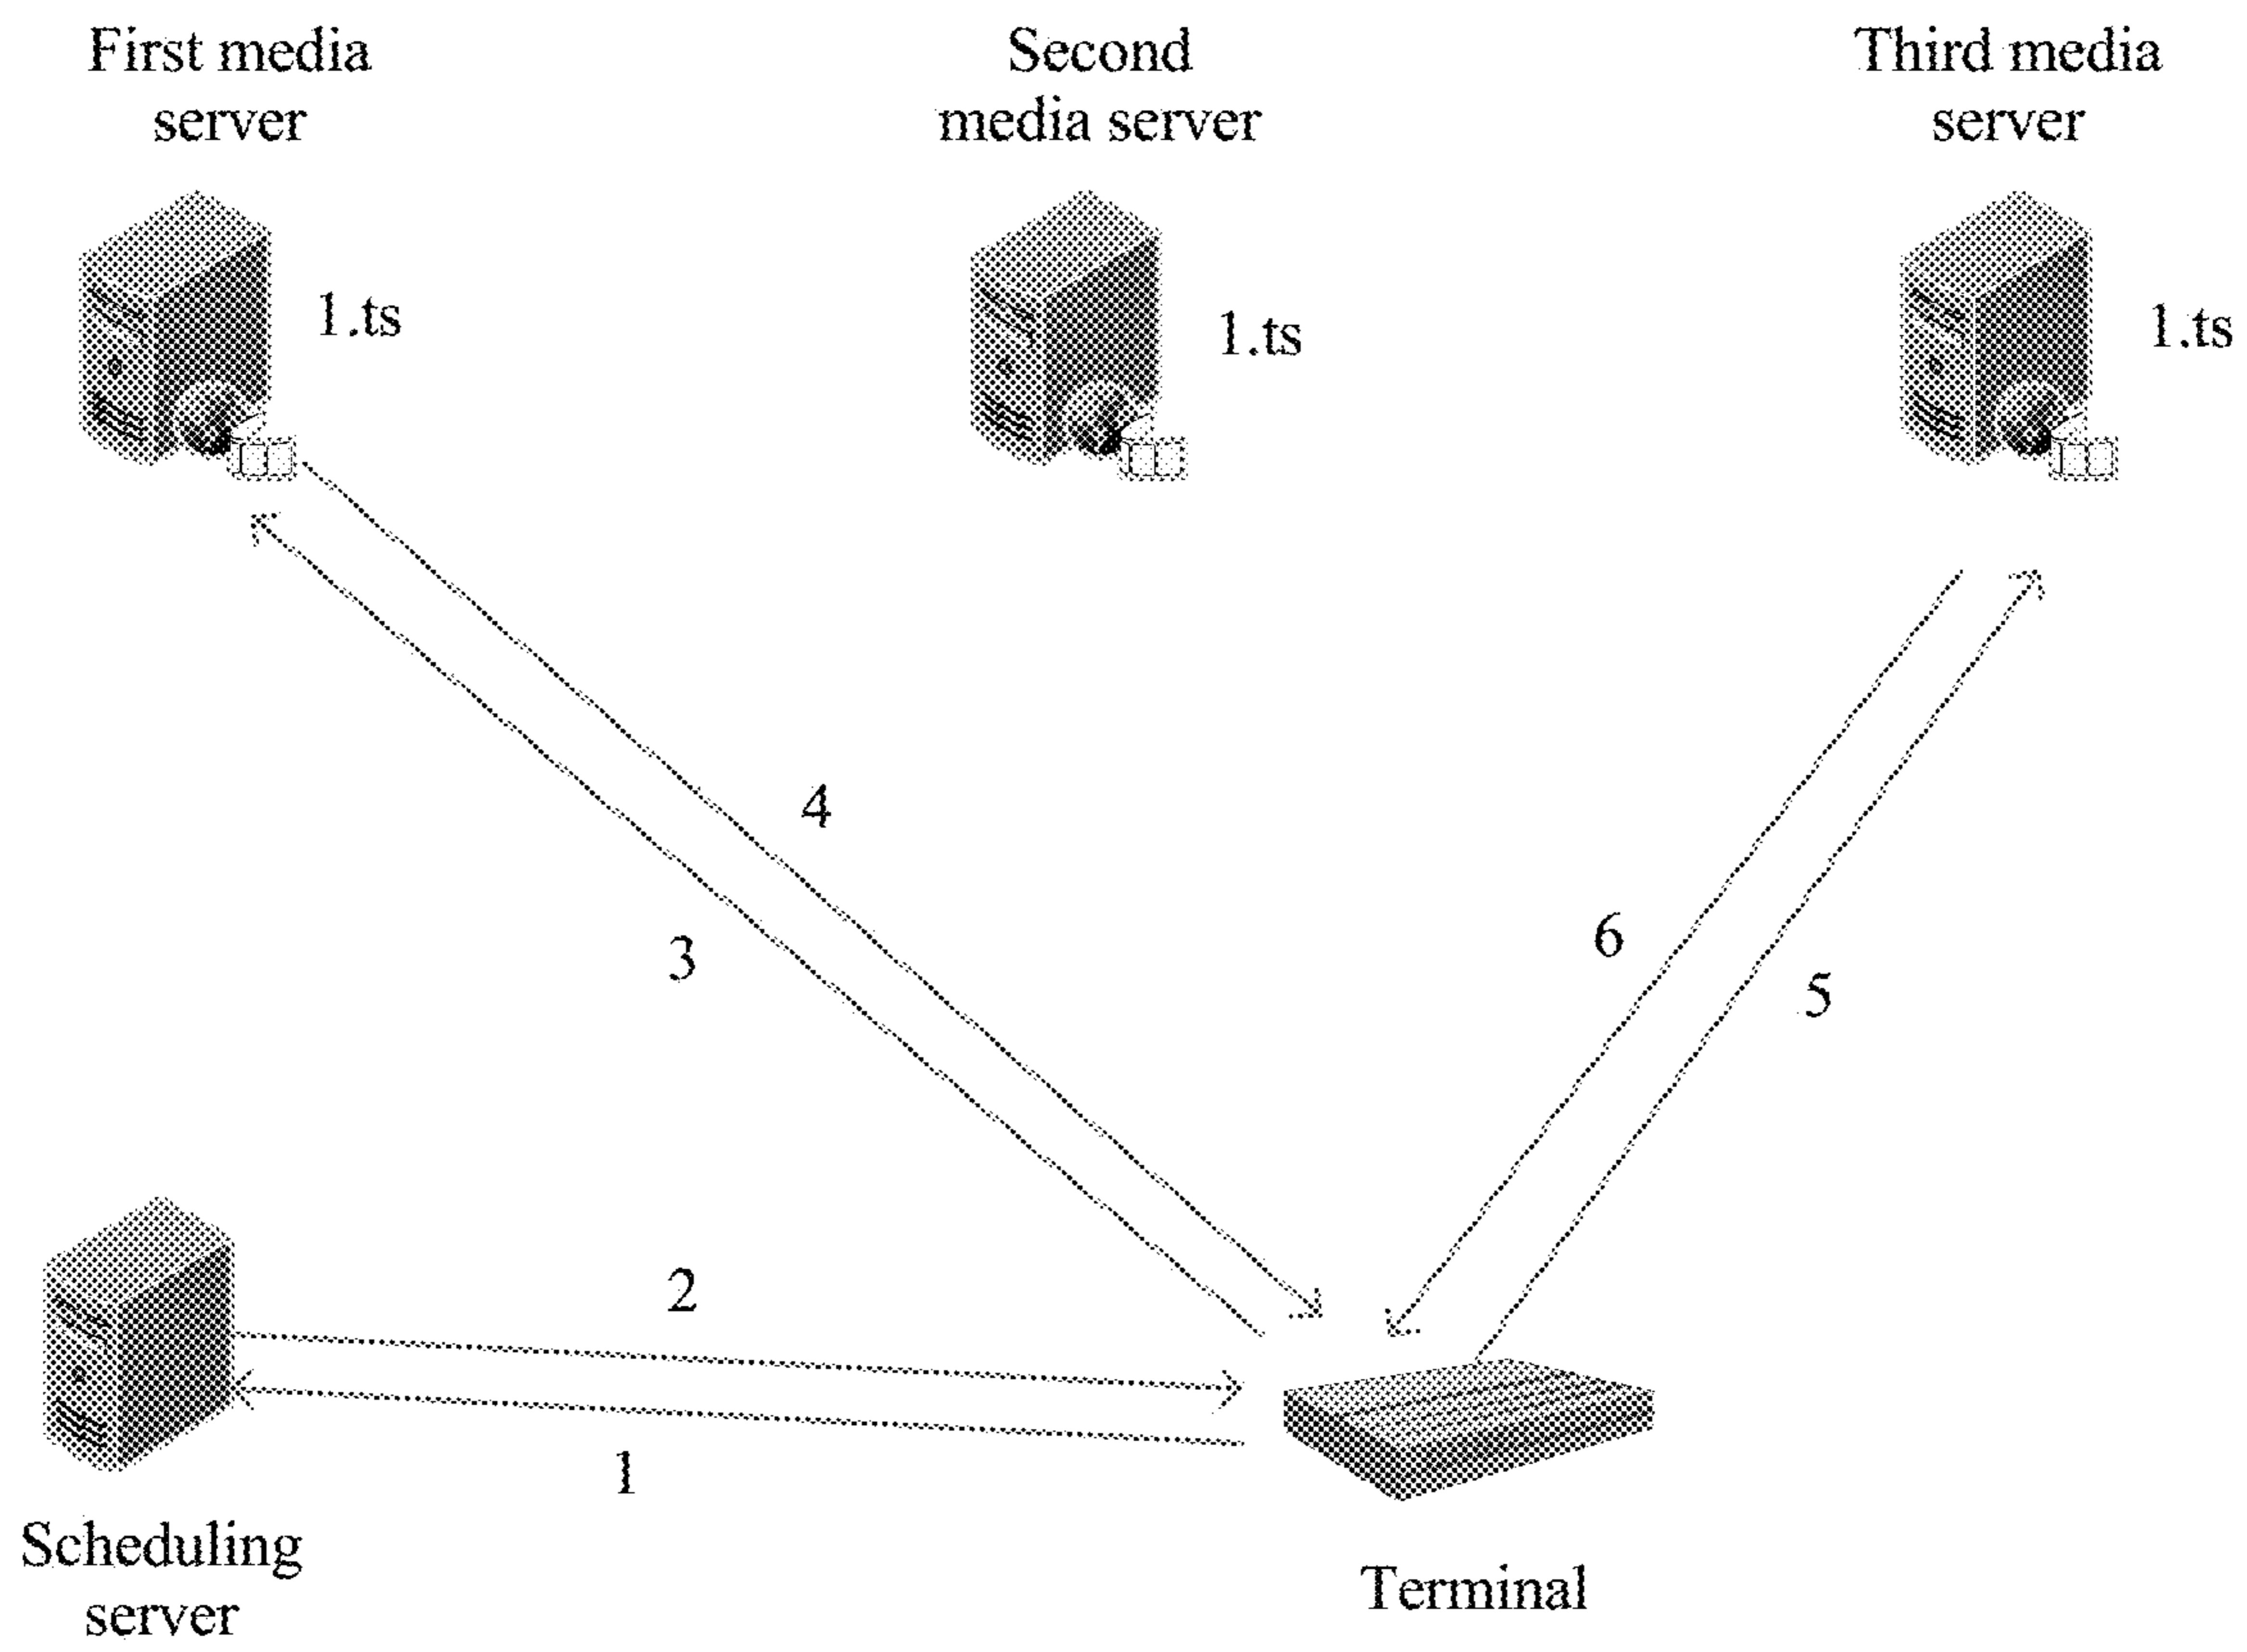 First media
server
Second
media server
Third media
server
1.ts
1.ts
1.ts
4
3
6
5
2
1
Scheduling
server
Terminal